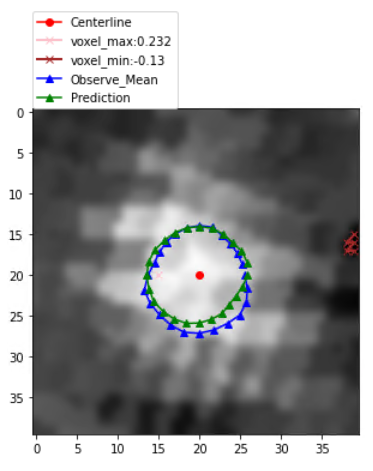 Centerline
voxel_max:0.232
voxel_min:-0.13
Observe_Mean
Prediction
0
5
10
15
20
25
30
35
0 5 10 15 20 25 30 35